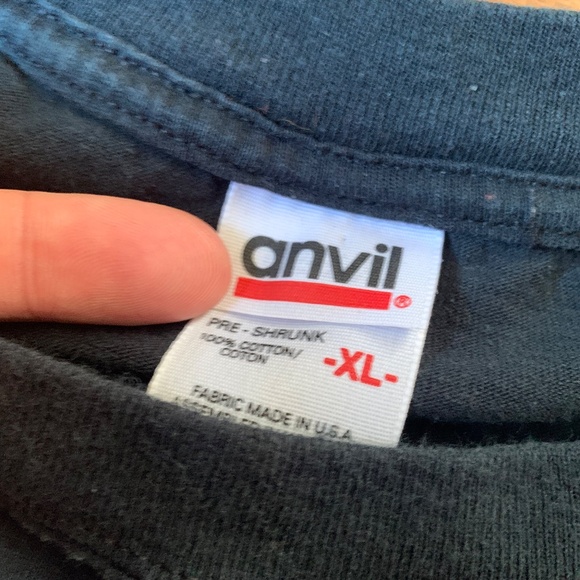 anvil
PRE-SHRUNK
100% COTTON/
COTON
-XL-
FABRIC MADE IN U.S.A.